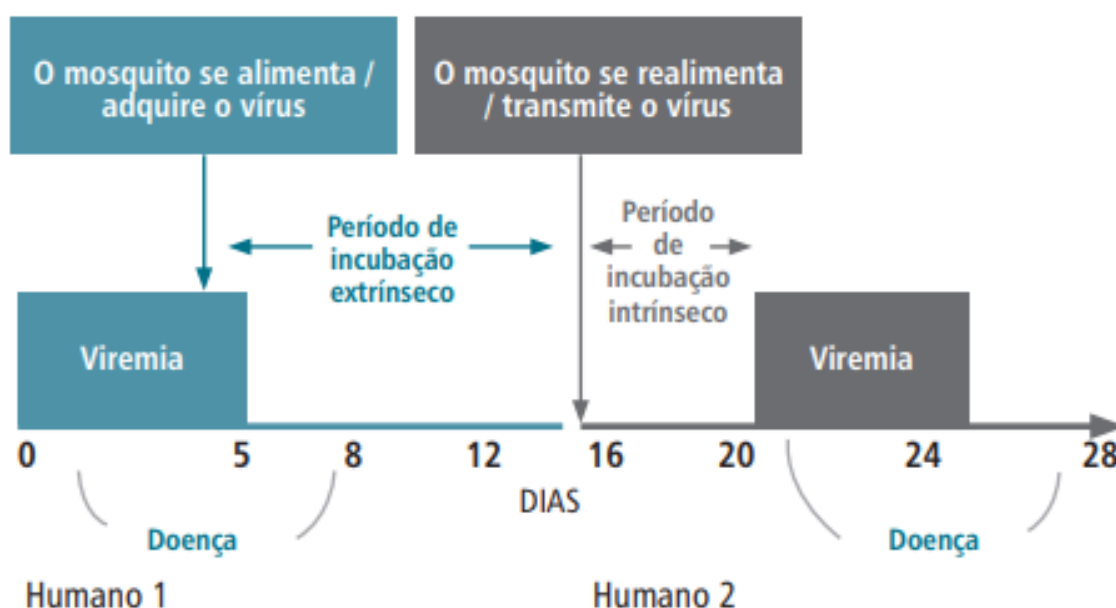 O mosquito se alimenta /
adquire o vírus
O mosquito se realimenta
/ transmite o vírus
Período de
incubação
extrínseco
Período
de
incubação
intrínseco
Viremia
Viremia
0 5 8 12 16 20 24 28
DIAS
Doença
Doença
Humano 1
Humano 2